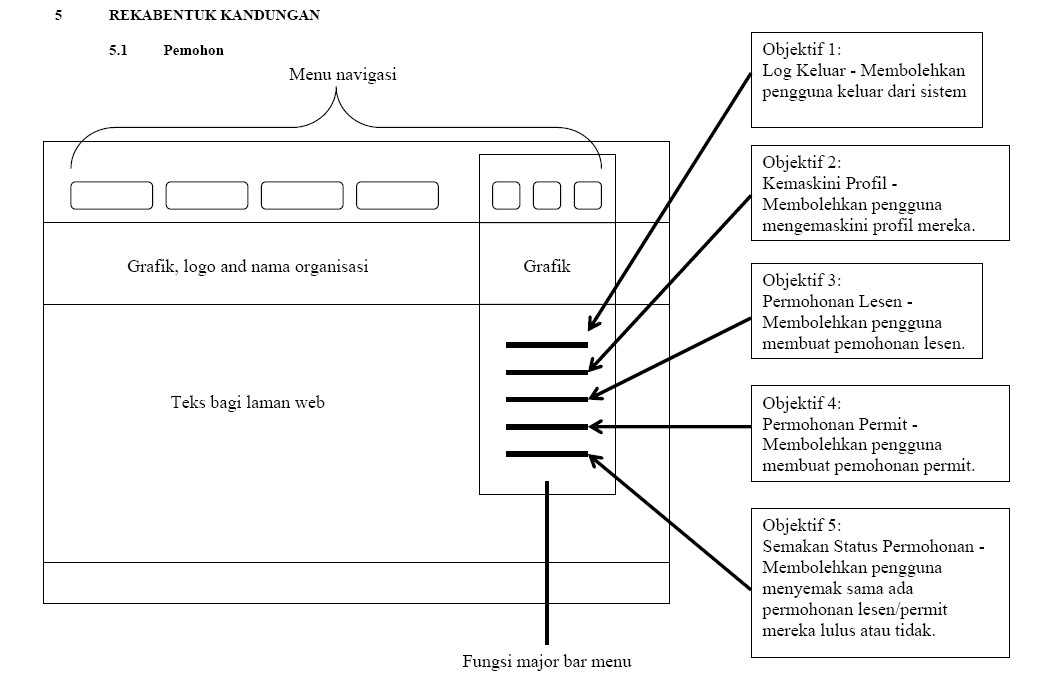 5 REKABENTUK KANDUNGAN
5.1 Pemohon
Menu navigasi
Grafik, logo and nama organisasi
Grafik
Teks bagi laman web
Fungsi major bar menu
Objektif 1:
Log Keluar - Membolehkan
pengguna keluar dari sistem
Objektif 2:
Kemaskini Profil -
Membolehkan pengguna
mengemaskini profil mereka.
Objektif 3:
Permohonan Lesen -
Membolehkan pengguna
membuat pemohonan lesen.
Objektif 4:
Permohonan Permit -
Membolehkan pengguna
membuat pemohonan permit.
Objektif 5:
Semakan Status Permohonan -
Membolehkan pengguna
menyemak sama ada
permohonan lesen/permit
mereka lulus atau tidak.